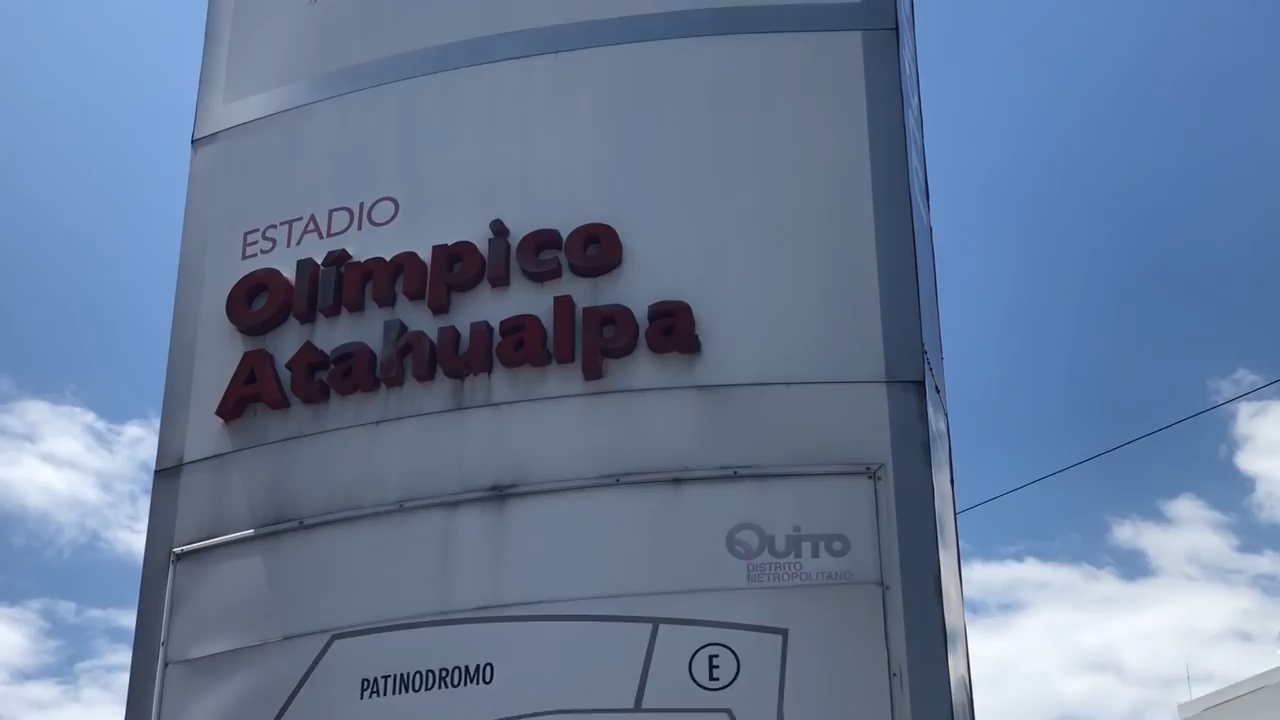 ESTADIO
Olímpico
Atahualpa
Quito
DISTRITO
METROPOLITANO
PATINODROMO
E